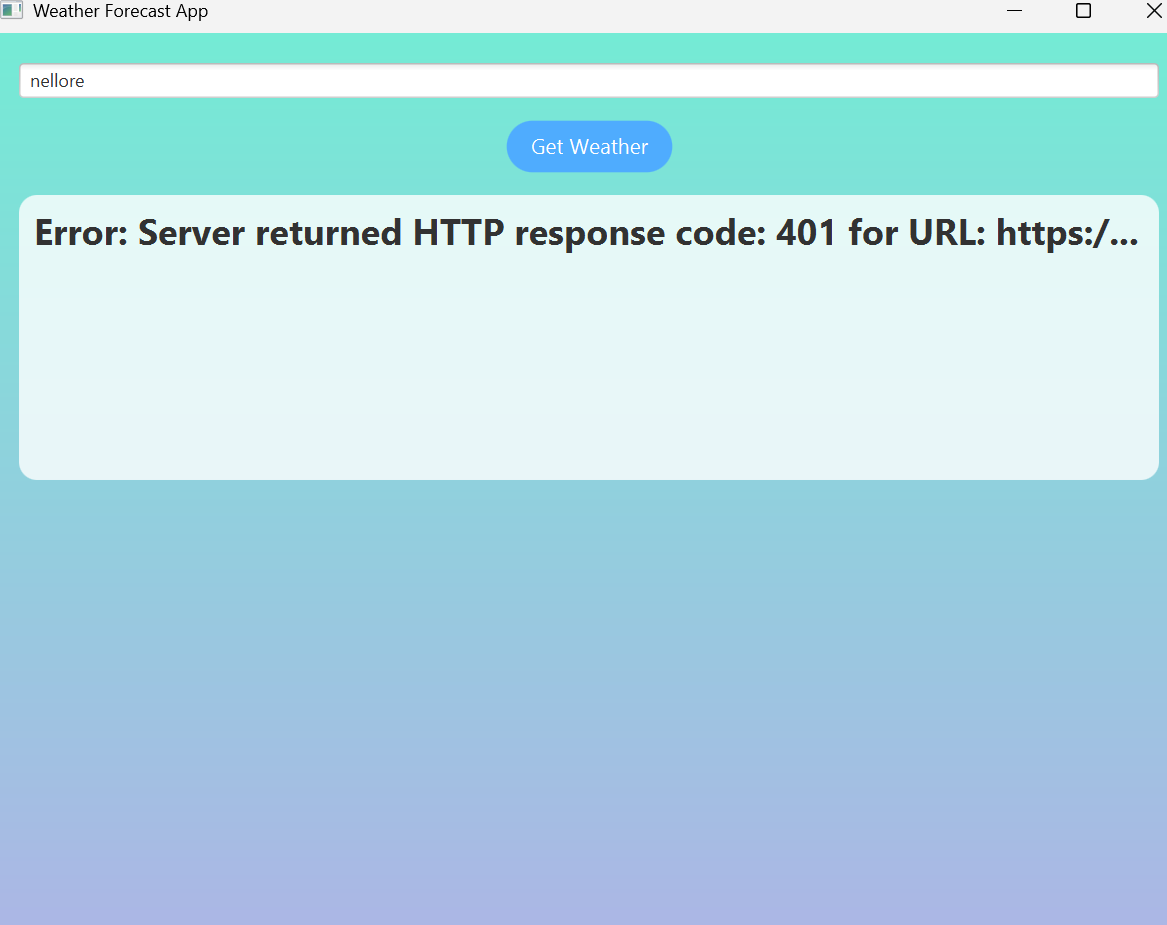 Weather Forecast App
nellore
Get Weather
Error: Server returned HTTP response code: 401 for URL: https:/...